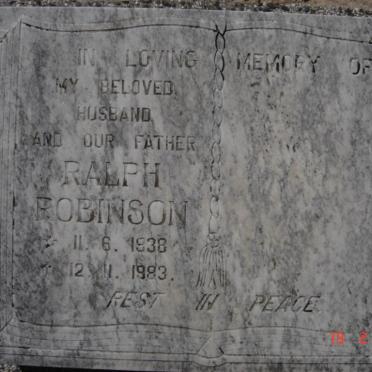 IN LOVING MEMORY OF
MY BELOVED
HUSBAND
AND OUR FATHER
RALPH
ROBINSON
11. 6. 1938
12. 11. 1983.
REST IN PEACE